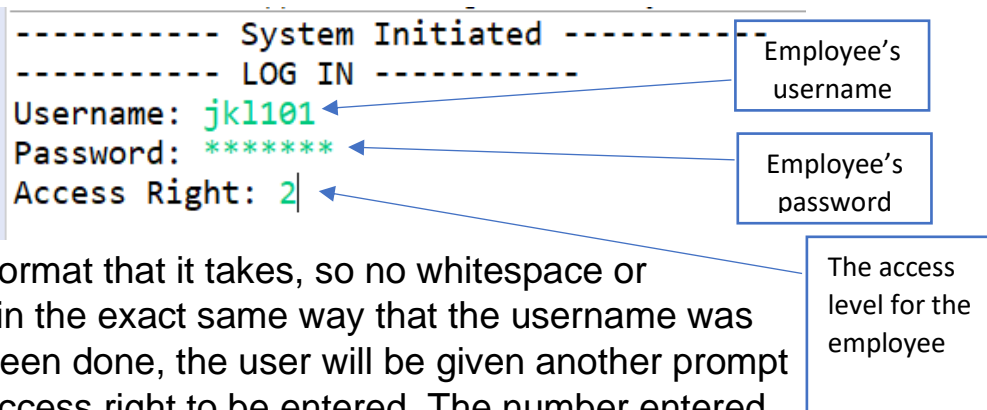 ----------- System Initiated -----------
----------- LOG IN -----------
Username: jkl101
Password: *******
Access Right: 2
Employee’s
username
Employee’s
password
The access
level for the
employee
ormat that it takes, so no whitespace or
in the exact same way that the username was
een done, the user will be given another prompt
ccess right to be entered. The number entered